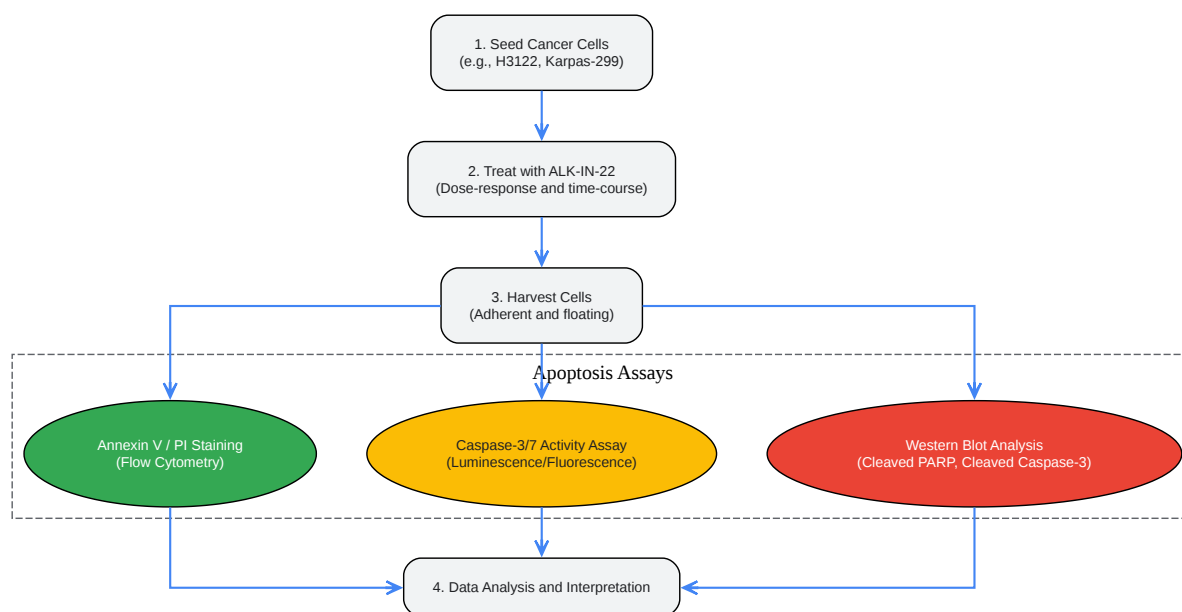 1. Seed Cancer Cells
(e.g., H3122, Karpas-299)
2. Treat with ALK-IN-22
(Dose-response and time-course)
3. Harvest Cells
(Adherent and floating)
Apoptosis Assays
Annexin V / PI Staining
(Flow Cytometry)
Caspase-3/7 Activity Assay
(Luminescence/Fluorescence)
Western Blot Analysis
(Cleaved PARP, Cleaved Caspase-3)
4. Data Analysis and Interpretation